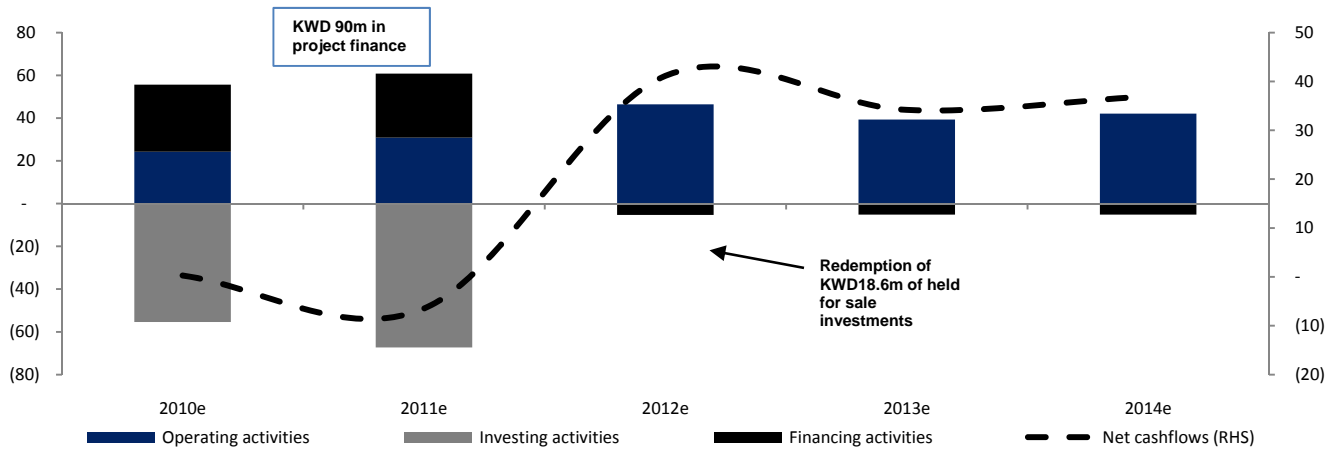 KWD 90m in
project finance
80
60
40
20
-
(20)
(40)
(60)
(80)
50
40
30
20
10
-
(10)
(20)
Redemption of
KWD18.6m of held
for sale
investments
2010e 2011e 2012e 2013e 2014e
Operating activities Investing activities Financing activities Net cashflows (RHS)